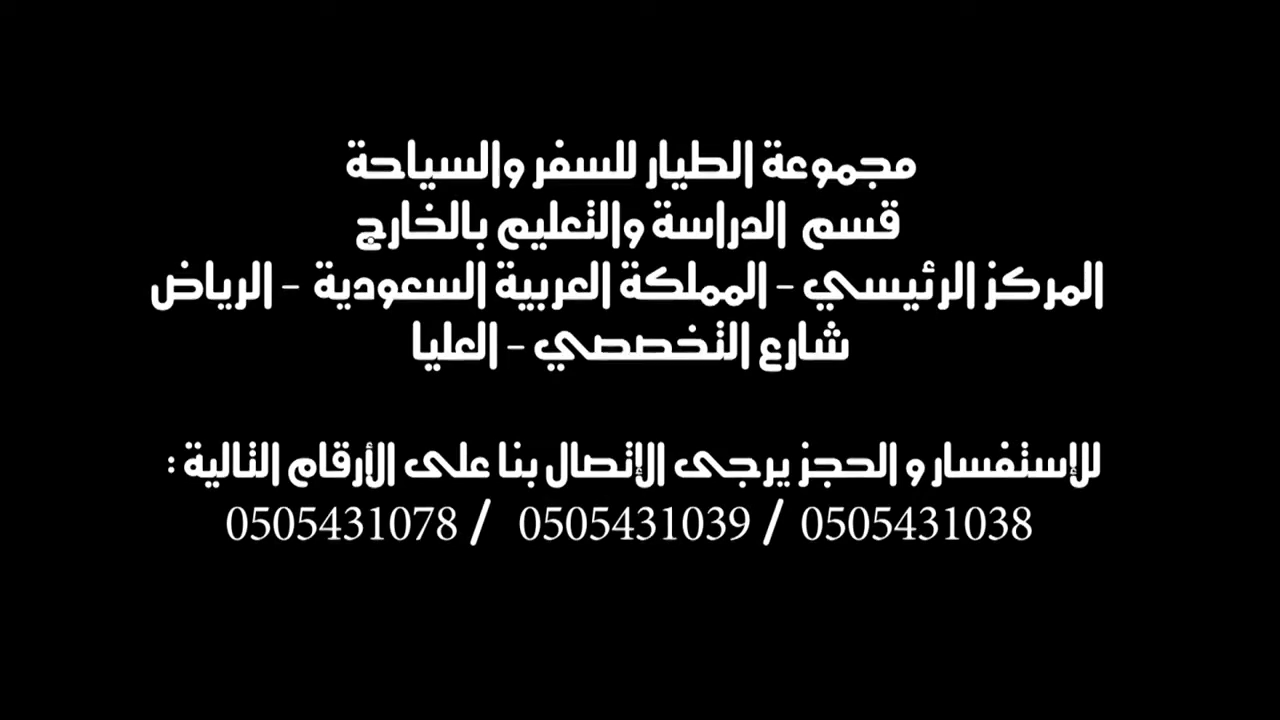 مجموعة الطيار للسفر والسياحة
قسم الدراسة والتعليم بالخارج
المركز الرئيسي - المملكة العربية السعودية - الرياض
شارع التخصصي - العليا
للإستفسار و الحجز يرجى الإتصال بنا على الأرقام التالية :
0505431078 / 0505431039 / 0505431038